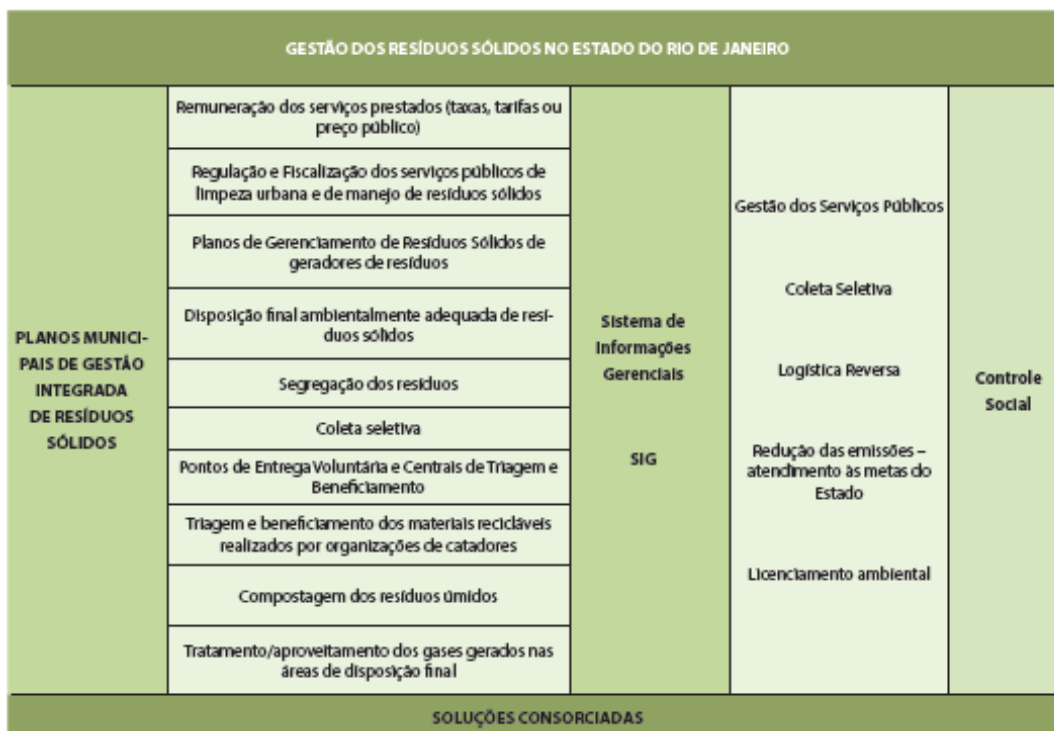 GESTÃO DOS RESÍDUOS SÓLIDOS NO ESTADO DO RIO DE JANEIRO
PLANOS MUNICI-
PAIS DE GESTÃO
INTEGRADA
DE RESÍDUOS
SÓLIDOS
Remuneração dos serviços prestados (taxas, tarifas ou
preço público)
Regulação e Fiscalização dos serviços públicos de
limpeza urbana e de manejo de resíduos sólidos
Planos de Gerenciamento de Resíduos Sólidos de
geradores de resíduos
Disposição final ambientalmente adequada de resí-
duos sólidos
Segregação dos resíduos
Coleta seletiva
Pontos de Entrega Voluntária e Centrais de Triagem e
Beneficiamento
Triagem e beneficiamento dos materiais recicláveis
realizados por organizações de catadores
Compostagem dos resíduos úmidos
Tratamento/aproveitamento dos gases gerados nas
áreas de disposição final
Sistema de
Informações
Gerenciais
SIG
Gestão dos Serviços Públicos
Coleta Seletiva
Logística Reversa
Redução das emissões –
atendimento às metas do
Estado
Licenciamento ambiental
Controle
Social
SOLUÇÕES CONSORCIADAS